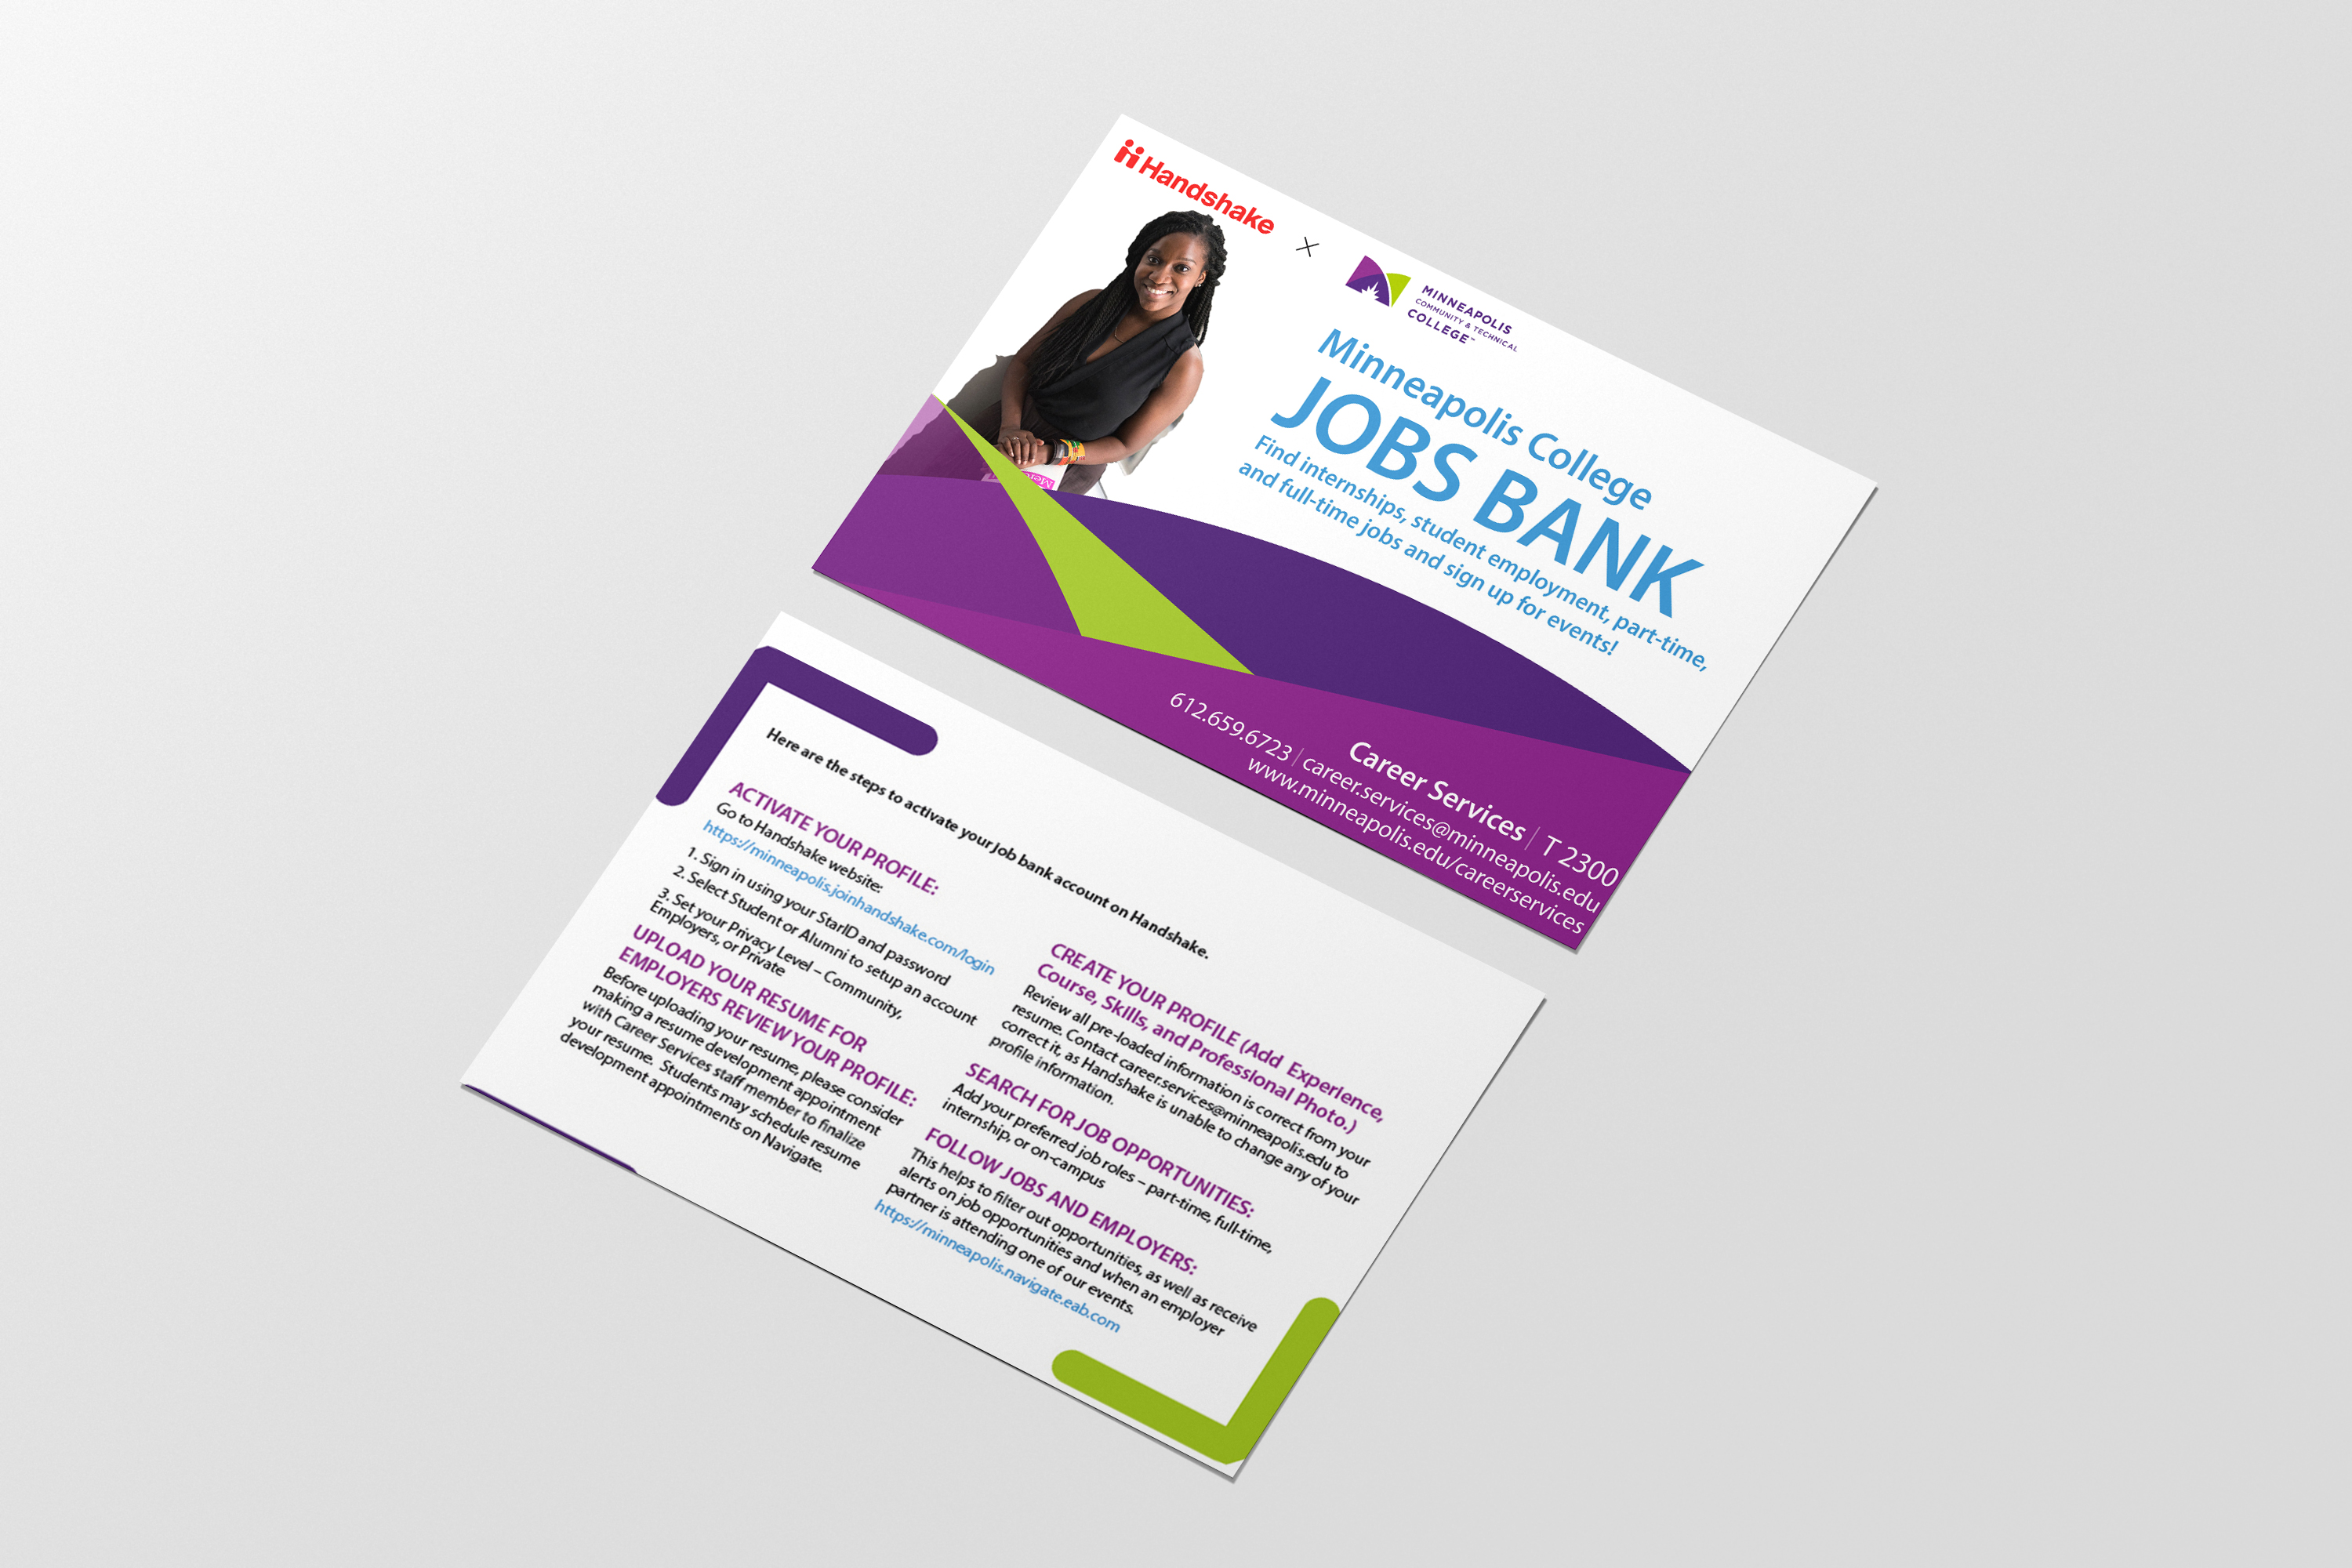 Handshake
×
MINNEAPOLIS
COMMUNITY & TECHNICAL
COLLEGE™
Minneapolis College
JOBS BANK
Find internships, student employment, part-time,
and full-time jobs and sign up for events!
Career Services | T 2300
612.659.6723 | career.services@minneapolis.edu
www.minneapolis.edu/careerservices
Here are the steps to activate your job bank account on Handshake.
ACTIVATE YOUR PROFILE:
Go to Handshake website:
https://minneapolis.joinhandshake.com/login
1. Sign in using your StarID and password
2. Select Student or Alumni to setup an account
3. Set your Privacy Level – Community,
Employers, or Private
UPLOAD YOUR RESUME FOR
EMPLOYERS REVIEW YOUR PROFILE:
Before uploading your resume, please consider
making a resume development appointment
with Career Services staff member to finalize
your resume. Students may schedule resume
development appointments on Navigate.
CREATE YOUR PROFILE (Add Experience,
Course, Skills, and Professional Photo.)
Review all pre-loaded information is correct from your
resume. Contact career.services@minneapolis.edu to
correct it, as Handshake is unable to change any of your
profile information.
SEARCH FOR JOB OPPORTUNITIES:
Add your preferred job roles – part-time, full-time,
internship, or on-campus
FOLLOW JOBS AND EMPLOYERS:
This helps to filter out opportunities, as well as receive
alerts on job opportunities and when an employer
partner is attending one of our events.
https://minneapolis.navigate.eab.com